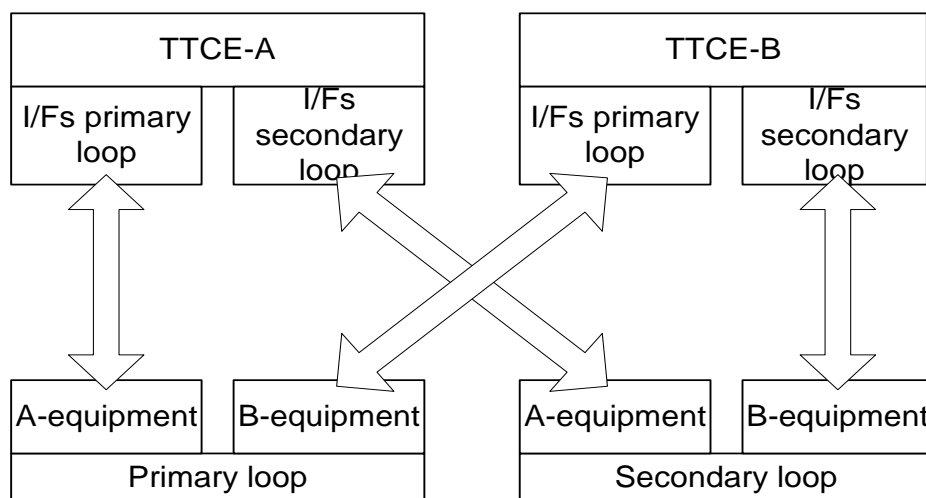 TTCE-A
TTCE-B
I/Fs primary
loop
I/Fs
secondary
loop
I/Fs primary
loop
I/Fs
secondary
loop
A-equipment
B-equipment
A-equipment
B-equipment
Primary loop
Secondary loop